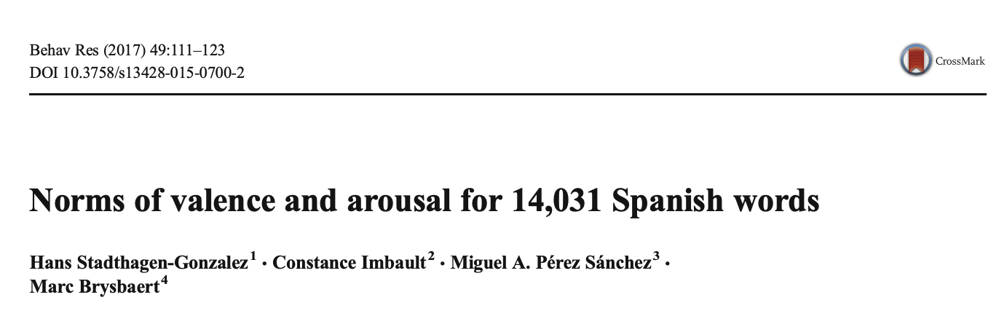 Behav Res (2017) 49:111–123
DOI 10.3758/s13428-015-0700-2
CrossMark
Norms of valence and arousal for 14,031 Spanish words
Hans Stadthagen-Gonzalez1 · Constance Imbault2 · Miguel A. Pérez Sánchez3 ·
Marc Brysbaert4